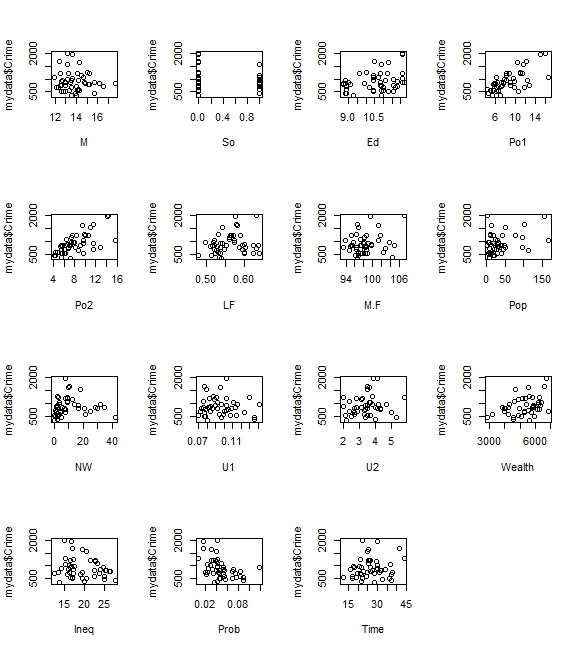 mydata$Crime
500 2000
12 14 16
M
mydata$Crime
500 2000
0.0 0.4 0.8
So
mydata$Crime
500 2000
9.0 10.5
Ed
mydata$Crime
500 2000
6 10 14
Po1
mydata$Crime
500 2000
4 8 12 16
Po2
mydata$Crime
500 2000
0.50 0.60
LF
mydata$Crime
500 2000
94 100 106
M.F
mydata$Crime
500 2000
0 50 150
Pop
mydata$Crime
500 2000
0 20 40
NW
mydata$Crime
500 2000
0.07 0.11
U1
mydata$Crime
500 2000
2 3 4 5
U2
mydata$Crime
500 2000
3000 6000
Wealth
mydata$Crime
500 2000
15 20 25
Ineq
mydata$Crime
500 2000
0.02 0.08
Prob
mydata$Crime
500 2000
15 30 45
Time